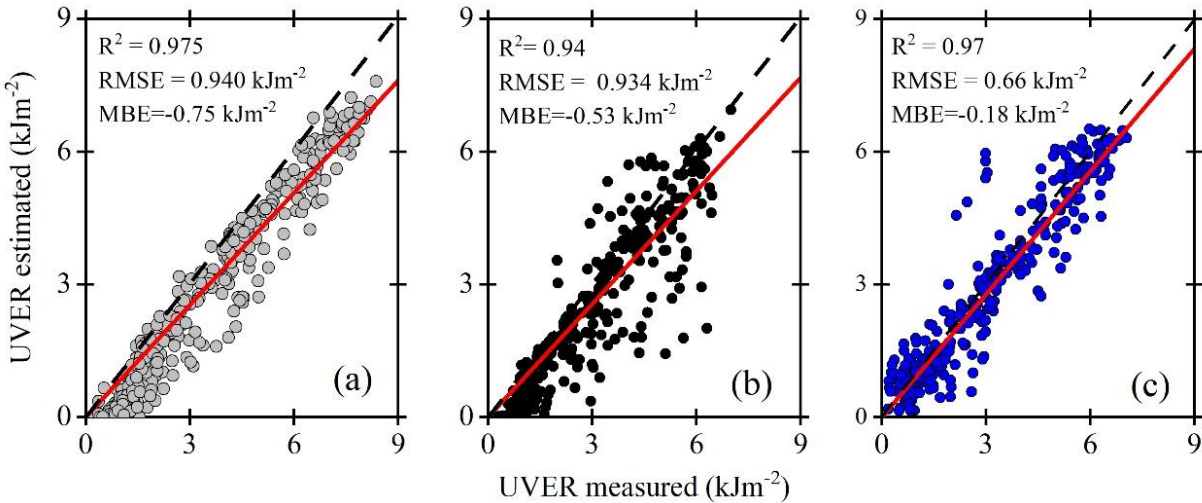 UVER estimated (kJm⁻²)
9
6
3
0
R² = 0.975
RMSE = 0.940 kJm⁻²
MBE=-0.75 kJm⁻²
(a)
0 3 6 9
9
6
3
0
R²= 0.94
RMSE = 0.934 kJm⁻²
MBE=-0.53 kJm⁻²
(b)
0 3 6 9
9
6
3
0
R² = 0.97
RMSE = 0.66 kJm⁻²
MBE=-0.18 kJm⁻²
(c)
0 3 6 9
UVER measured (kJm⁻²)